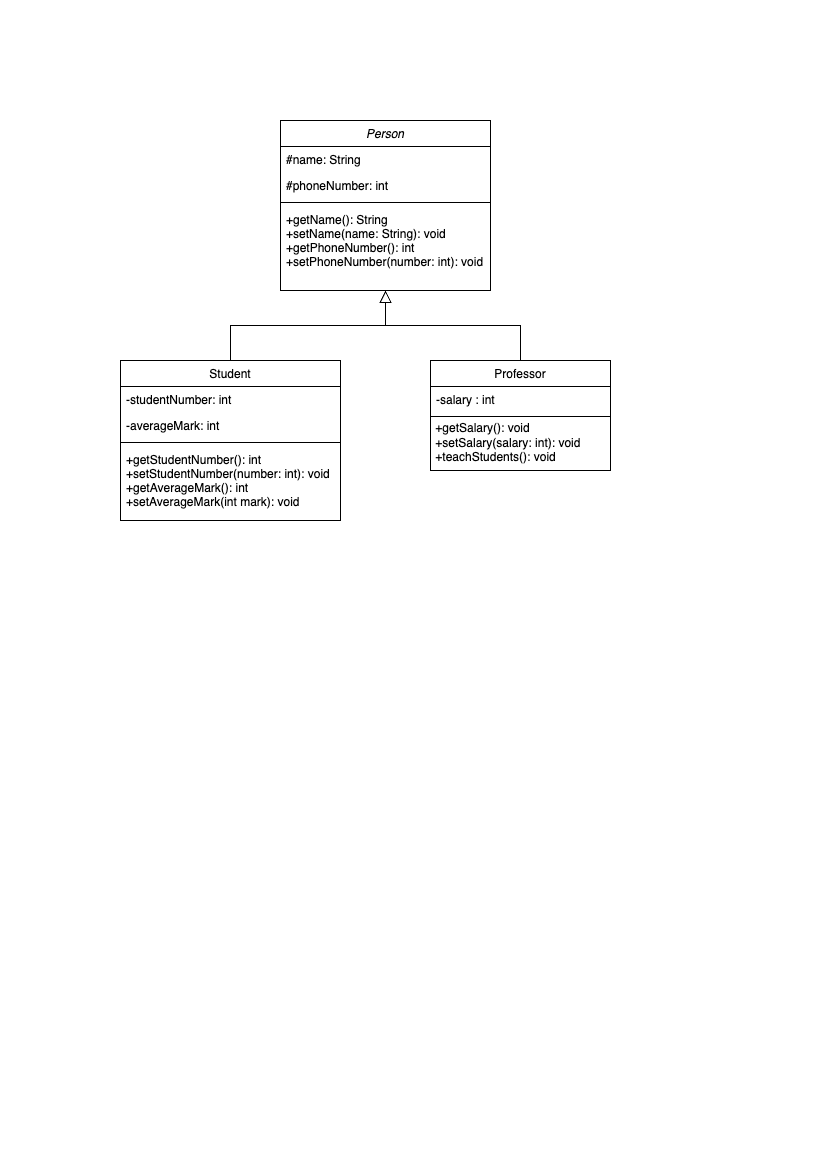 Person
#name: String
#phoneNumber: int
+getName(): String
+setName(name: String): void
+getPhoneNumber(): int
+setPhoneNumber(number: int): void
Student
-studentNumber: int
-averageMark: int
+getStudentNumber(): int
+setStudentNumber(number: int): void
+getAverageMark(): int
+setAverageMark(int mark): void
Professor
-salary : int
+getSalary(): void
+setSalary(salary: int): void
+teachStudents(): void